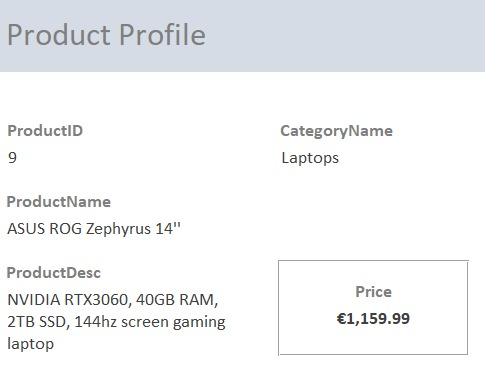 Product Profile
ProductID
9
CategoryName
Laptops
ProductName
ASUS ROG Zephyrus 14''
ProductDesc
NVIDIA RTX3060, 40GB RAM,
2TB SSD, 144hz screen gaming
laptop
Price
€1,159.99